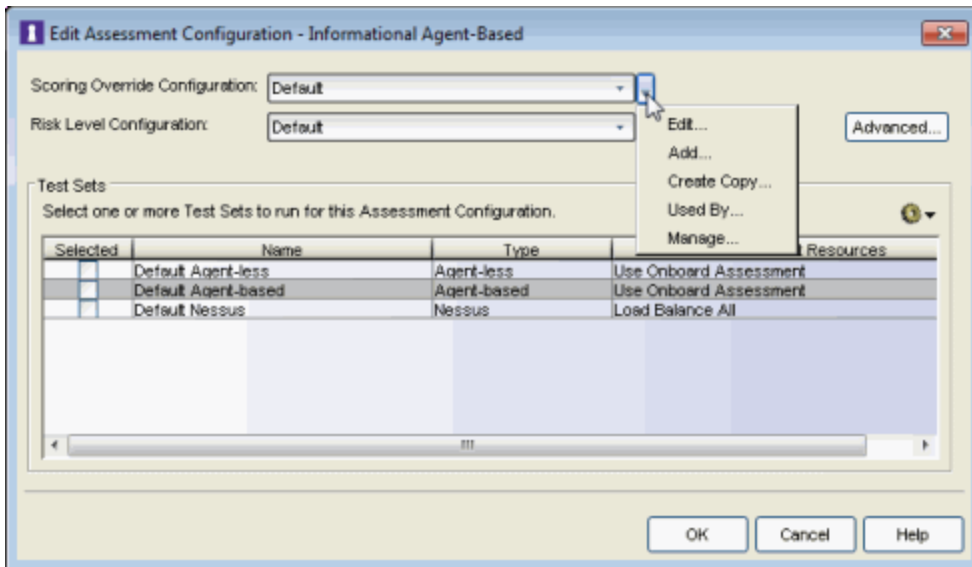 Edit Assessment Configuration - Informational Agent-Based
Scoring Override Configuration: Default
Risk Level Configuration: Default
Edit...
Advanced...
Add...
Create Copy...
Used By...
Manage...
Test Sets
Select one or more Test Sets to run for this Assessment Configuration.
Selected Name Type Resources
Default Agent-less Agent-less Use Onboard Assessment
Default Agent-based Agent-based Use Onboard Assessment
Default Nessus Nessus Load Balance All
OK Cancel Help